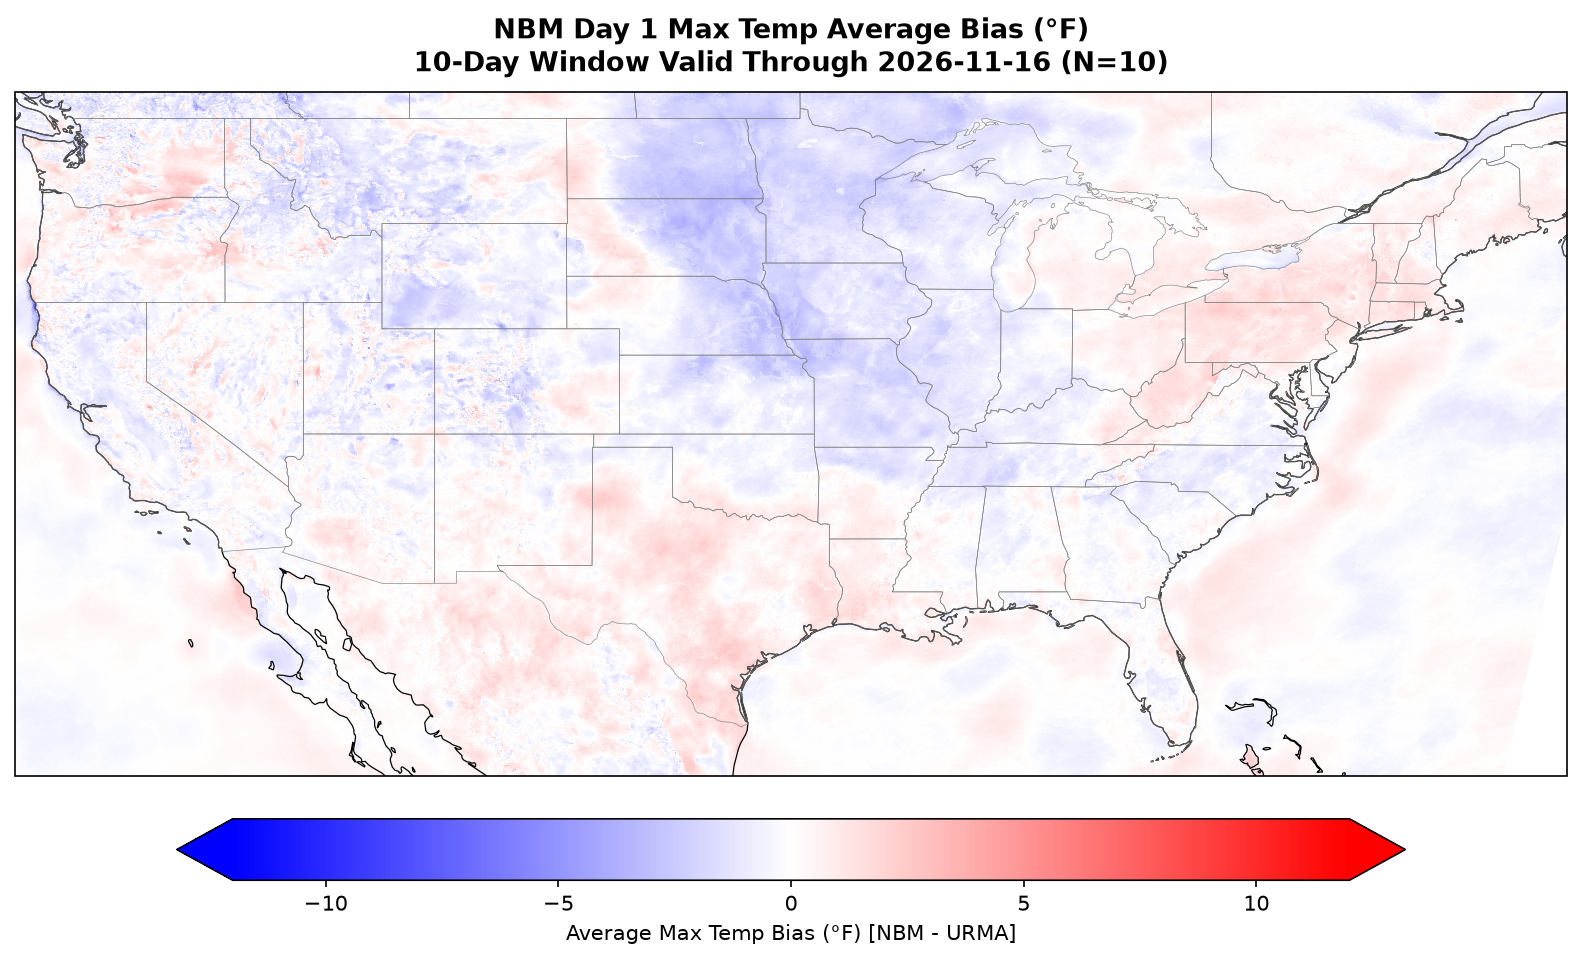 NBM Day 1 Max Temp Average Bias (°F)
10-Day Window Valid Through 2026-11-16 (N=10)
−10 −5 0 5 10
Average Max Temp Bias (°F) [NBM - URMA]